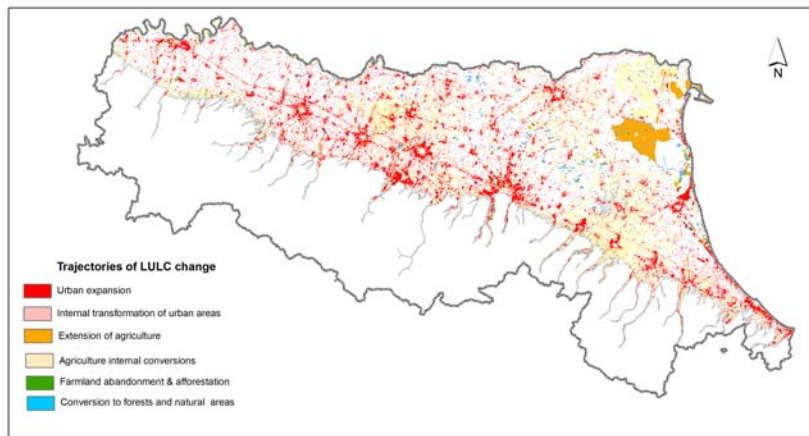 N
Trajectories of LULC change
Urban expansion
Internal transformation of urban areas
Extension of agriculture
Agriculture internal conversions
Farmland abandonment & afforestation
Conversion to forests and natural areas